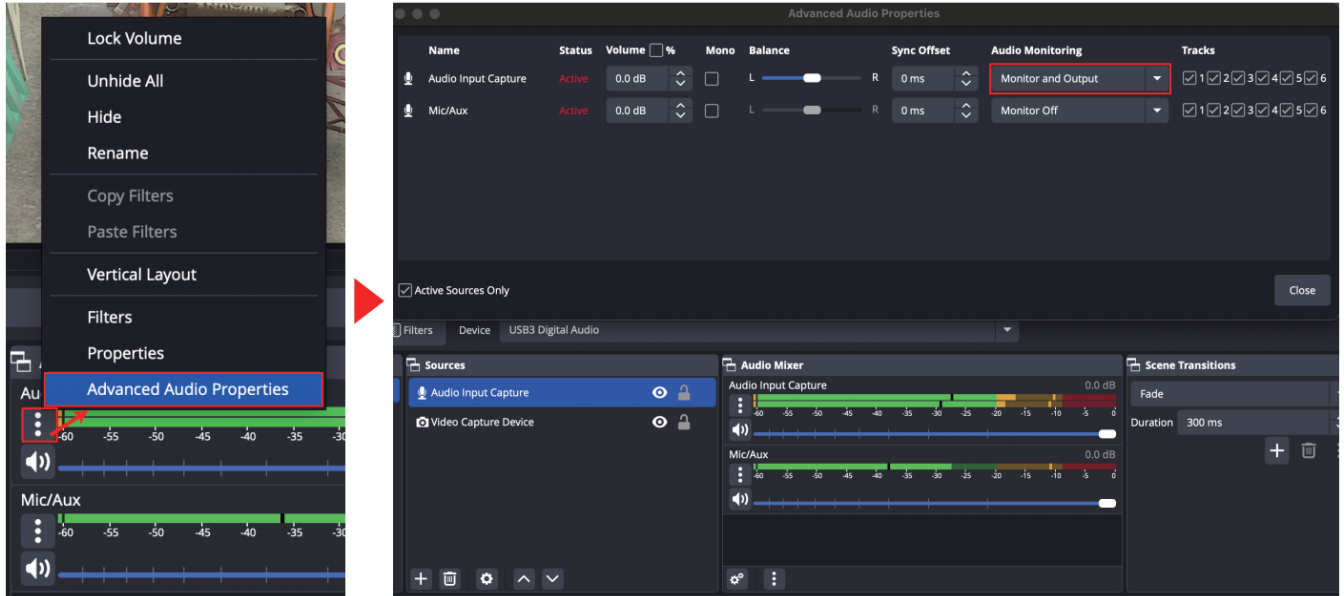 Lock Volume
Unhide All
Hide
Rename
Copy Filters
Paste Filters
Vertical Layout
Filters
Properties
Advanced Audio Properties
Au
-60 -55 -50 -45 -40 -35 -30
Mic/Aux
-60 -55 -50 -45 -40 -35 -30
Advanced Audio Properties
Name Status Volume % Mono Balance Sync Offset Audio Monitoring Tracks
Audio Input Capture Active 0.0 dB L R 0 ms Monitor and Output 1 2 3 4 5 6
Mic/Aux Active 0.0 dB L R 0 ms Monitor Off 1 2 3 4 5 6
Active Sources Only
Close
Filters Device USB3 Digital Audio
Sources
Audio Input Capture
Video Capture Device
Audio Mixer
Audio Input Capture 0.0 dB
-60 -55 -50 -45 -40 -35 -30 -25 -20 -15 -10 -5 0
Mic/Aux 0.0 dB
-60 -55 -50 -45 -40 -35 -30 -25 -20 -15 -10 -5 0
Scene Transitions
Fade
Duration 300 ms